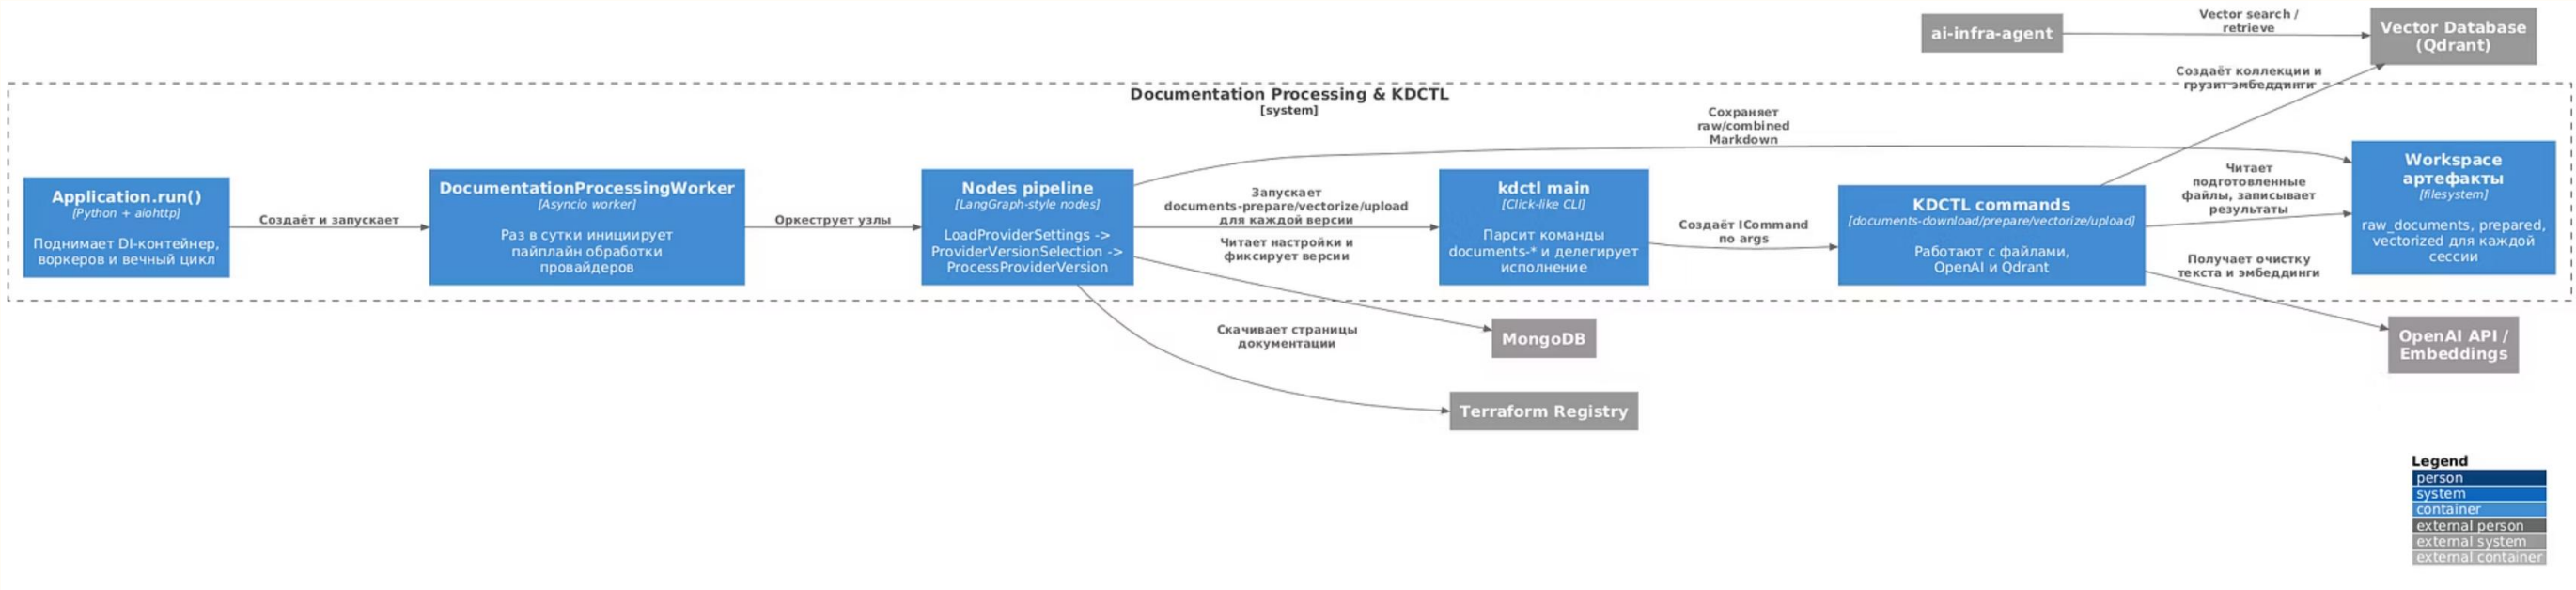 ai-infra-agent
Vector search /
retrieve
Vector Database
(Qdrant)
Создаёт коллекции и
грузит эмбеддинги
Documentation Processing & KDCTL
[system]
Сохраняет
raw/combined
Markdown
Application.run()
[Python + aiohttp]
Поднимает DI-контейнер,
воркеров и вечный цикл
Создаёт и запускает
DocumentationProcessingWorker
[Asyncio worker]
Раз в сутки инициирует
пайплайн обработки
провайдеров
Оркеструет узлы
Nodes pipeline
[LangGraph-style nodes]
LoadProviderSettings ->
ProviderVersionSelection ->
ProcessProviderVersion
Запускает
documents-prepare/vectorize/upload
для каждой версии
Читает настройки и
фиксирует версии
kdctl main
[Click-like CLI]
Парсит команды
documents-* и делегирует
исполнение
Создаёт ICommand
по args
KDCTL commands
[documents-download/prepare/vectorize/upload]
Работают с файлами,
OpenAI и Qdrant
Читает
подготовленные
файлы, записывает
результаты
Получает очистку
текста и эмбеддинги
Workspace
артефакты
[filesystem]
raw_documents, prepared,
vectorized для каждой
сессии
Скачивает страницы
документации
MongoDB
OpenAI API /
Embeddings
Terraform Registry
Legend
person
system
container
external person
external system
external container